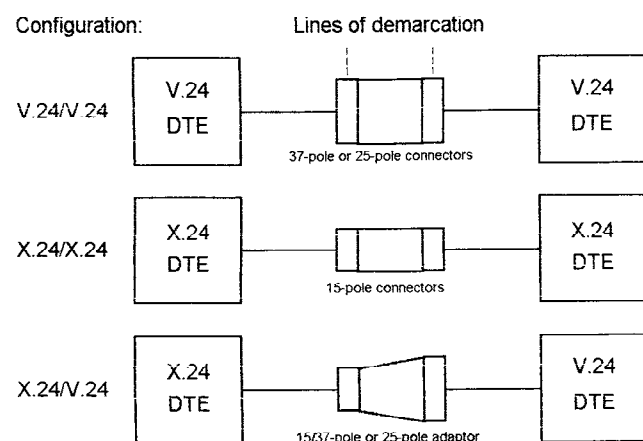 Configuration: Lines of demarcation
V.24/V.24
V.24
DTE
V.24
DTE
37-pole or 25-pole connectors
X.24/X.24
X.24
DTE
X.24
DTE
15-pole connectors
X.24/V.24
X.24
DTE
V.24
DTE
15/37-pole or 25-pole adaptor